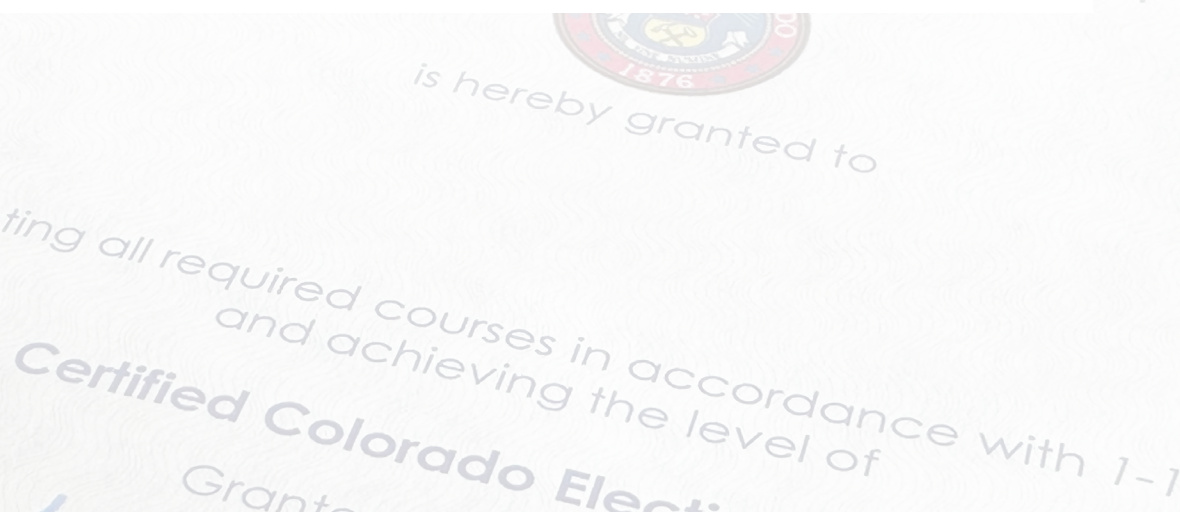 1876
is hereby granted to
ting all required courses in accordance with 1-1
and achieving the level of
Certified Colorado Electi
Grante